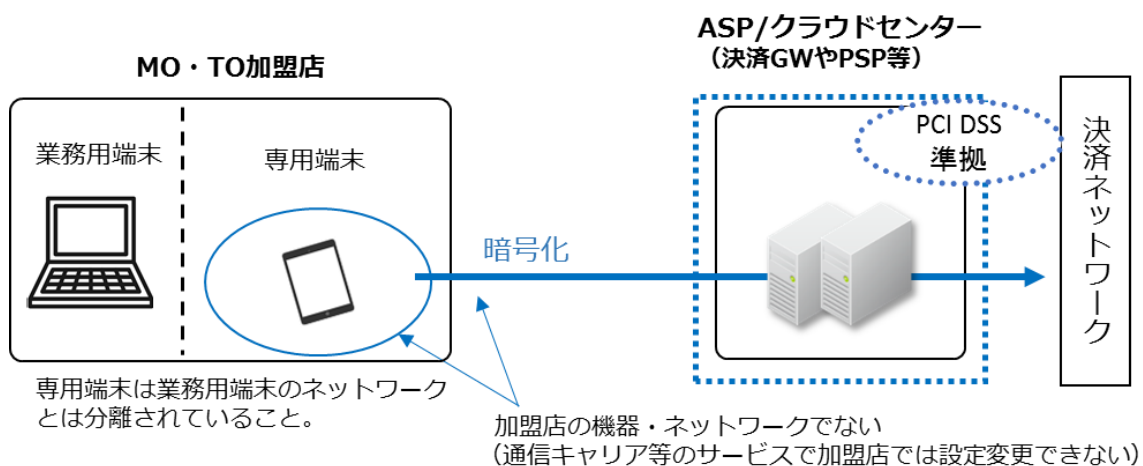 MO・TO加盟店
業務用端末
専用端末
専用端末は業務用端末のネットワーク
とは分離されていること。
暗号化
加盟店の機器・ネットワークでない
（通信キャリア等のサービスで加盟店では設定変更できない）
ASP/クラウドセンター
（決済GWやPSP等）
PCI DSS
準拠
決済ネットワーク